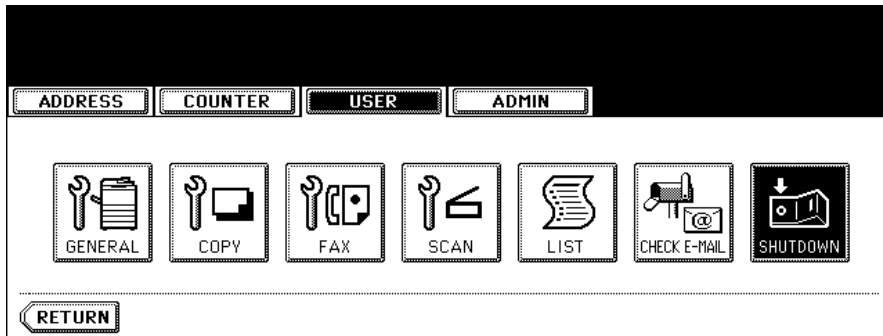 ADDRESS COUNTER USER ADMIN
GENERAL COPY FAX SCAN LIST CHECK E-MAIL SHUTDOWN
RETURN